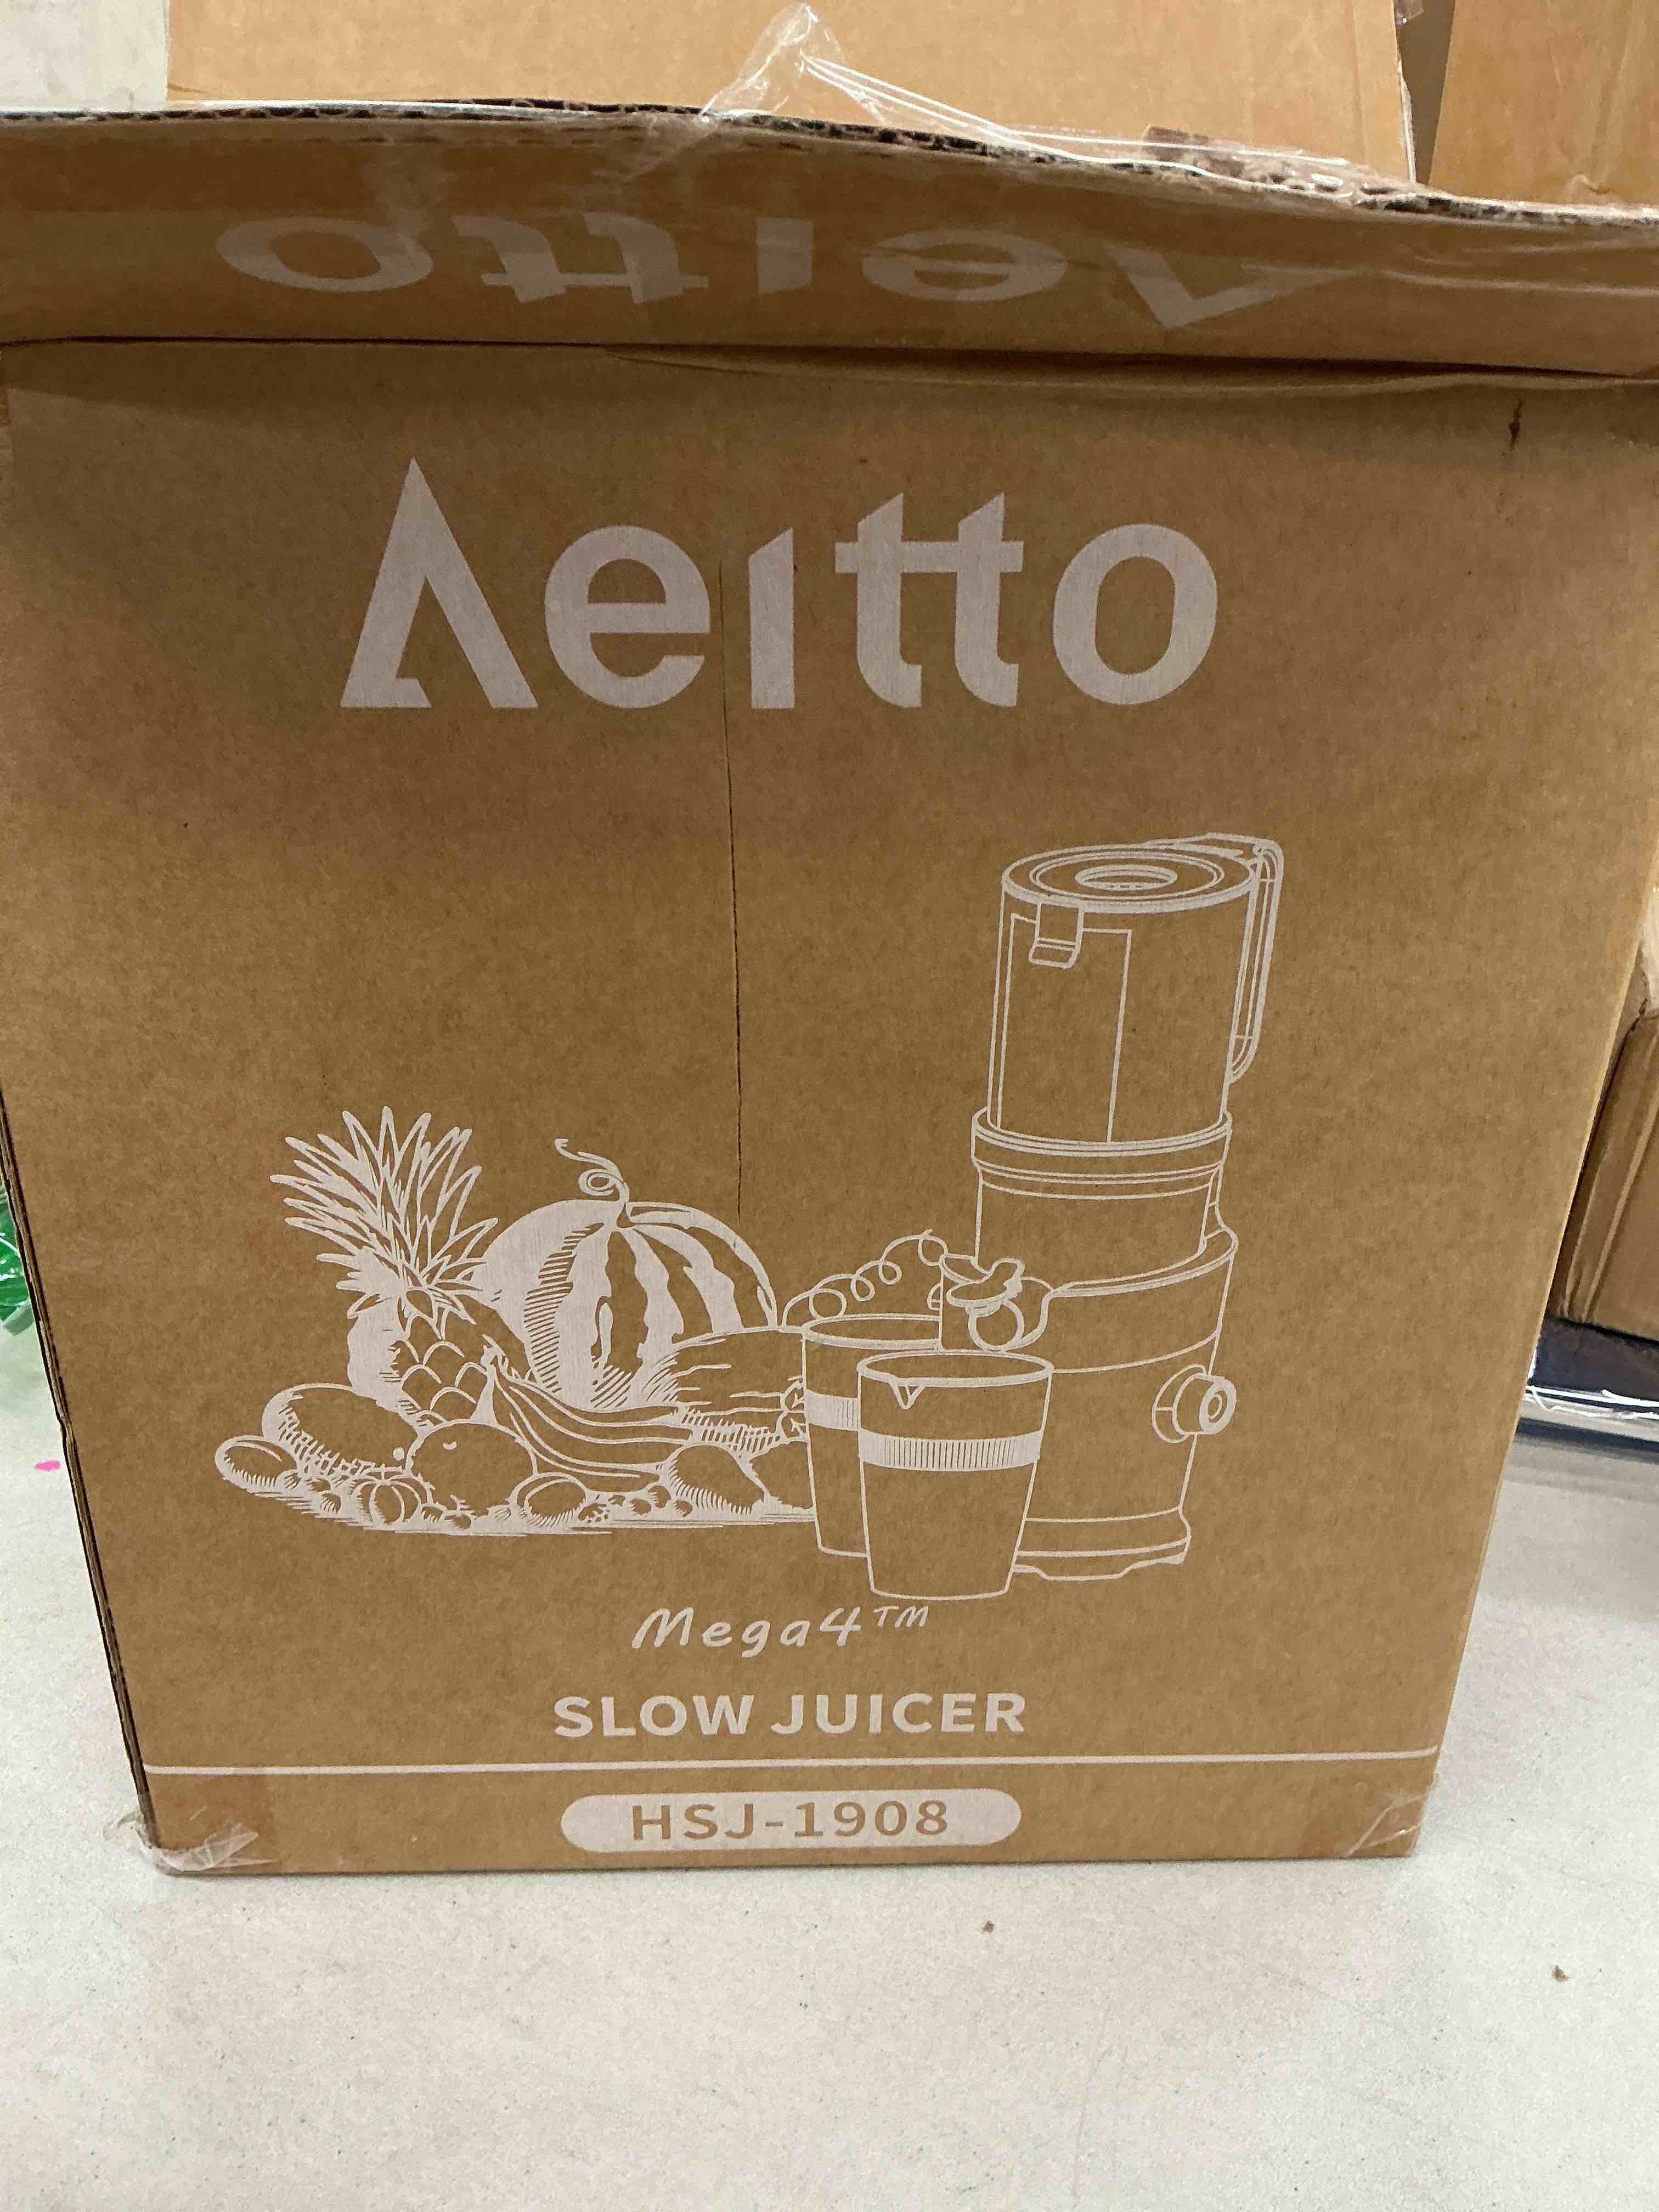 Aeitto
Aeitto
Mega4™
SLOW JUICER
HSJ-1908